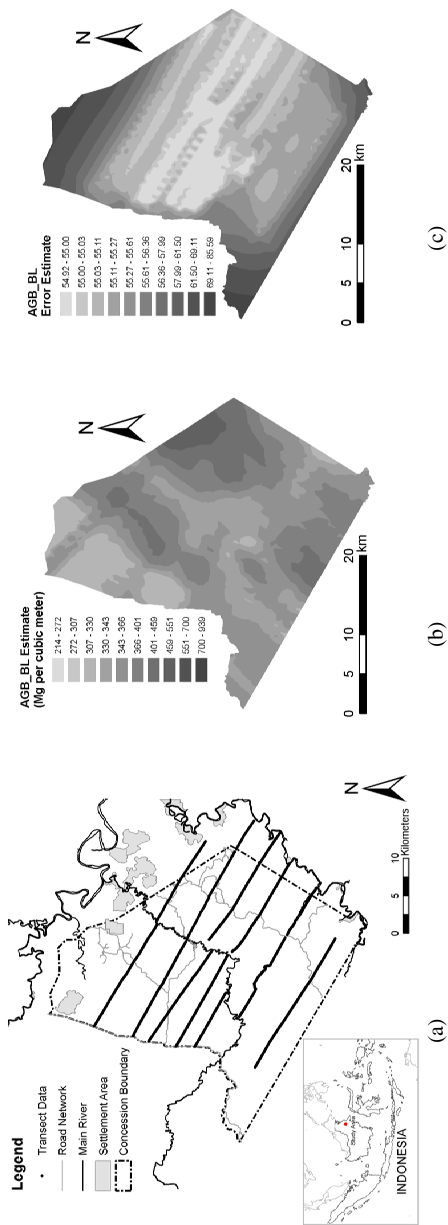 Legend
Transect Data
Road Network
Main River
Settlement Area
Concession Boundary
Study Area
INDONESIA
N
0 5 10
Kilometers
(a)
AGB_BL Estimate
(Mg per cubic meter)
214 - 272
272 - 307
307 - 330
330 - 343
343 - 366
366 - 401
401 - 459
459 - 551
551 - 700
700 - 939
N
0 5 10 20
km
(b)
AGB_BL
Error Estimate
54.92 - 55.00
55.00 - 55.03
55.03 - 55.11
55.11 - 55.27
55.27 - 55.61
55.61 - 56.36
56.36 - 57.99
57.99 - 61.50
61.50 - 69.11
69.11 - 85.59
N
0 5 10 20
km
(c)